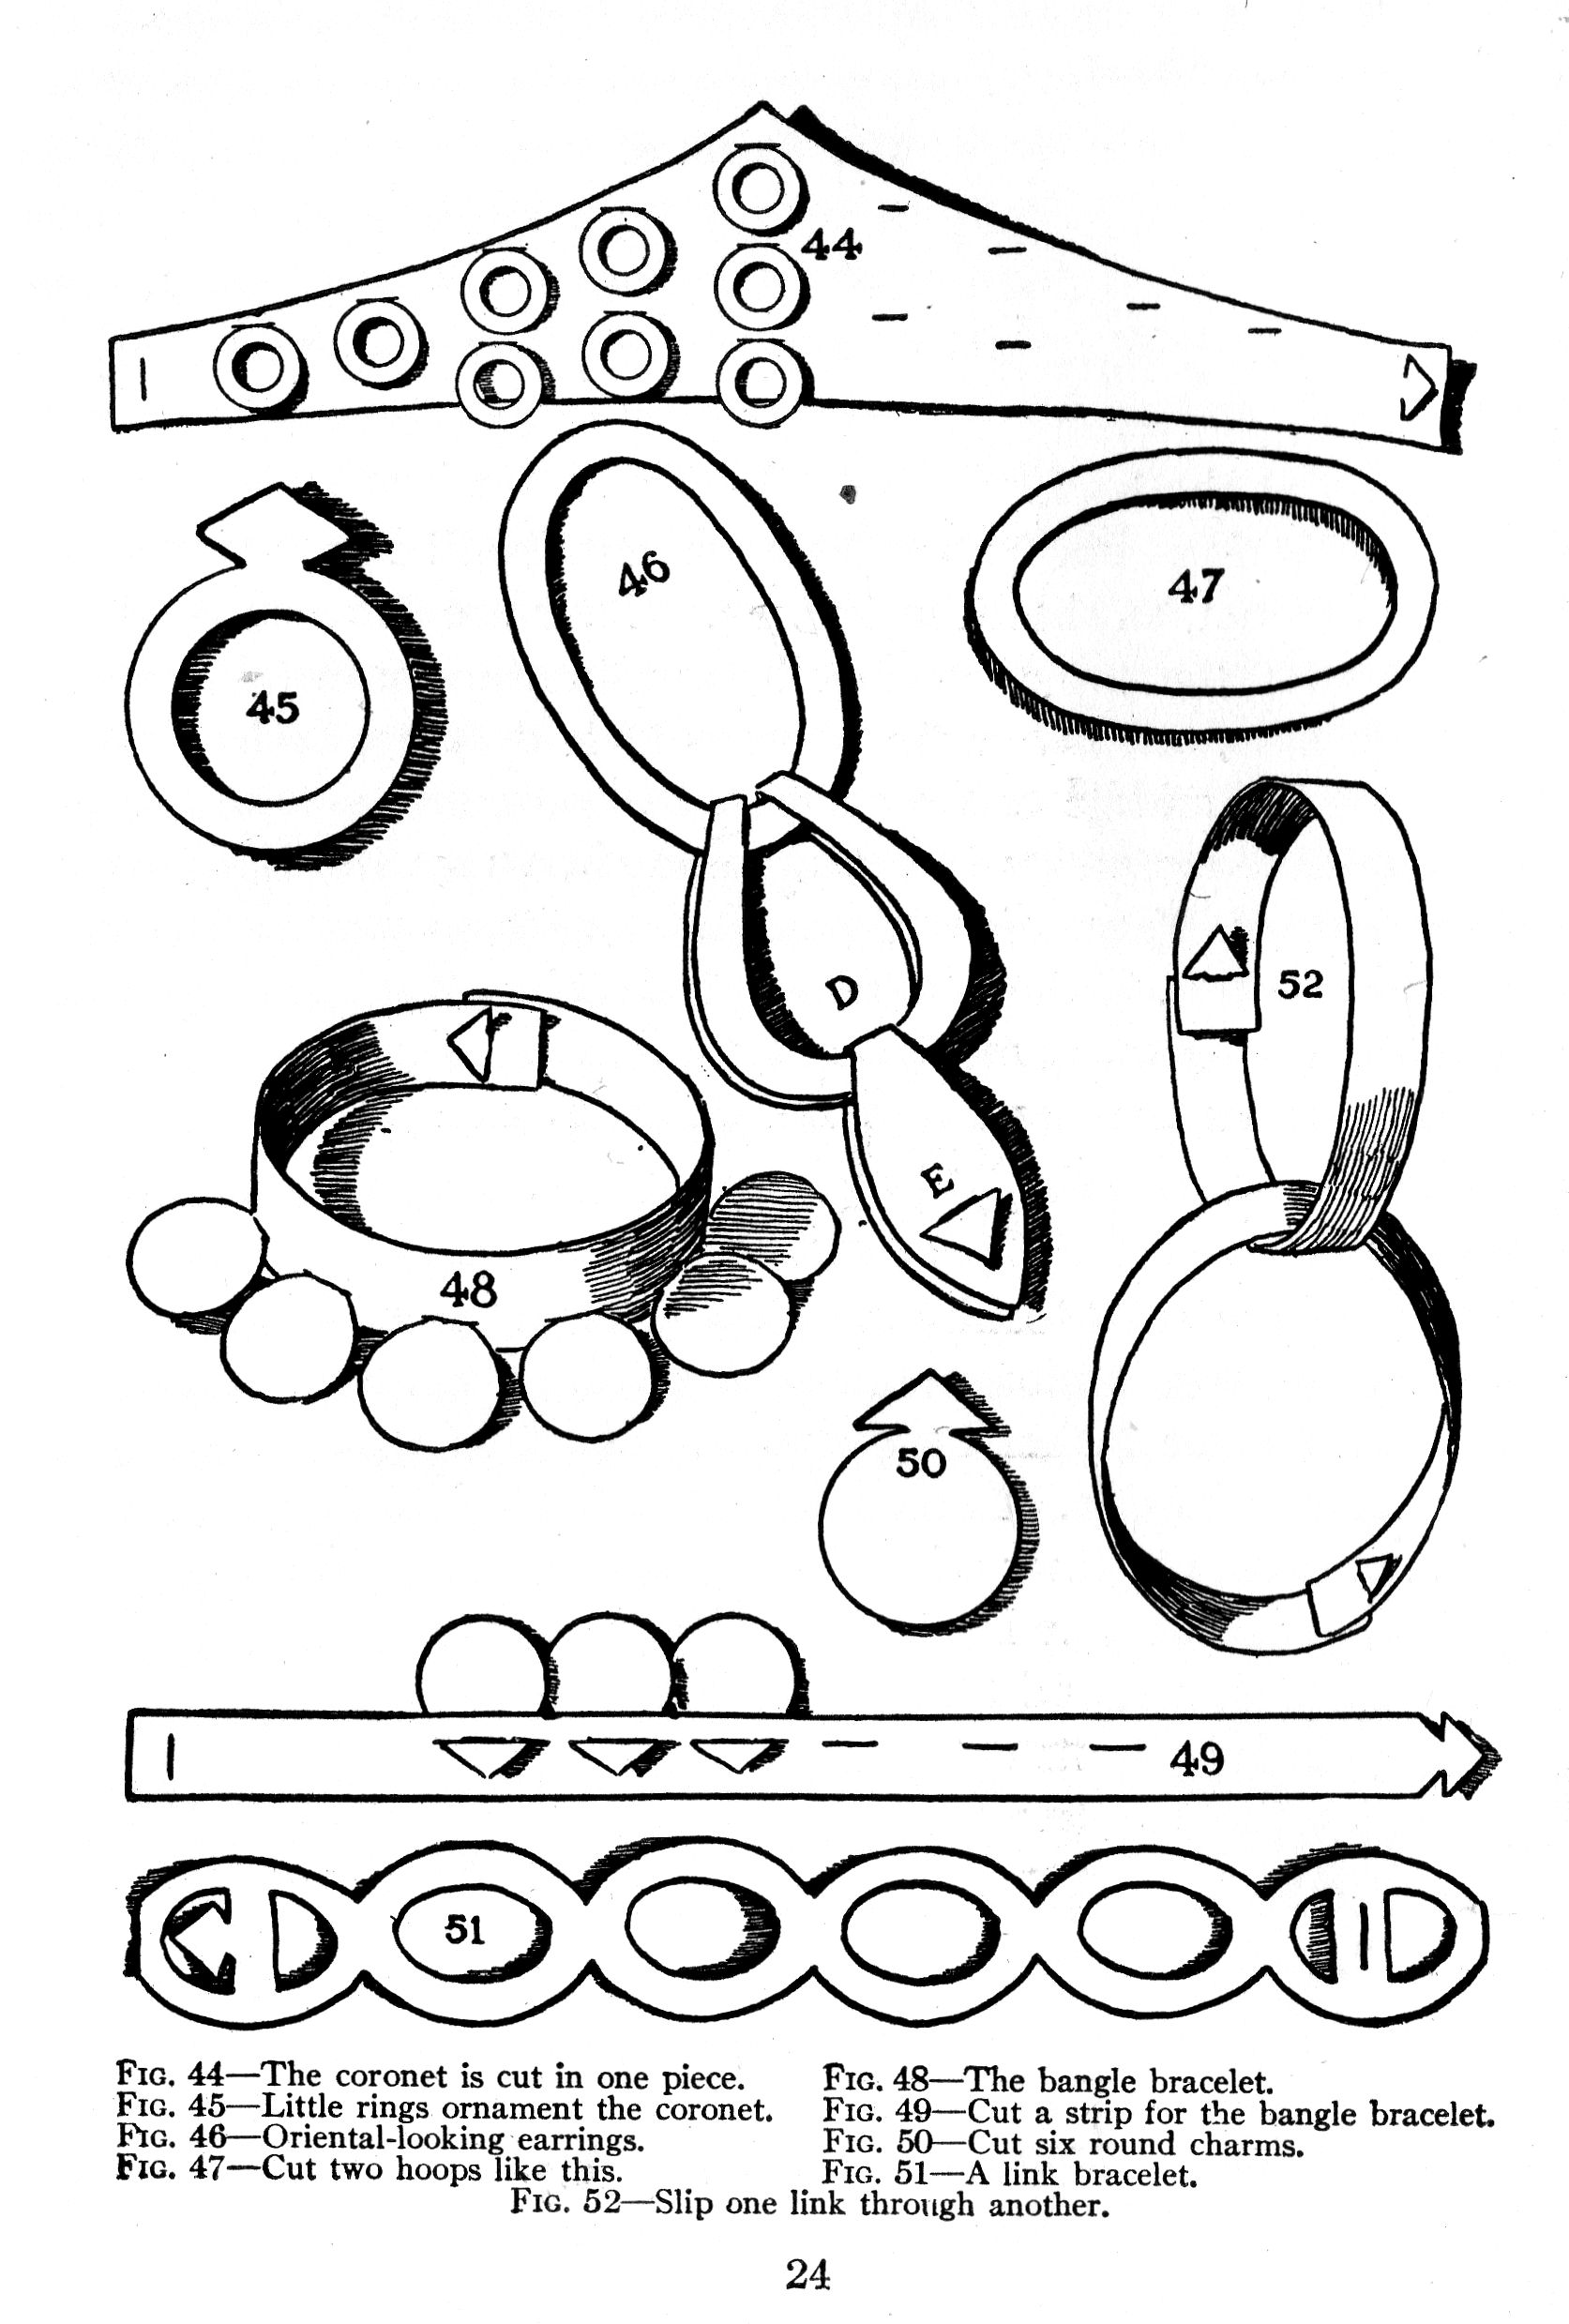 44
46
47
45
52
D
E
48
50
49
51
FIG. 44—The coronet is cut in one piece.
FIG. 45—Little rings ornament the coronet.
FIG. 46—Oriental-looking earrings.
FIG. 47—Cut two hoops like this.
FIG. 48—The bangle bracelet.
FIG. 49—Cut a strip for the bangle bracelet.
FIG. 50—Cut six round charms.
FIG. 51—A link bracelet.
FIG. 52—Slip one link through another.
24